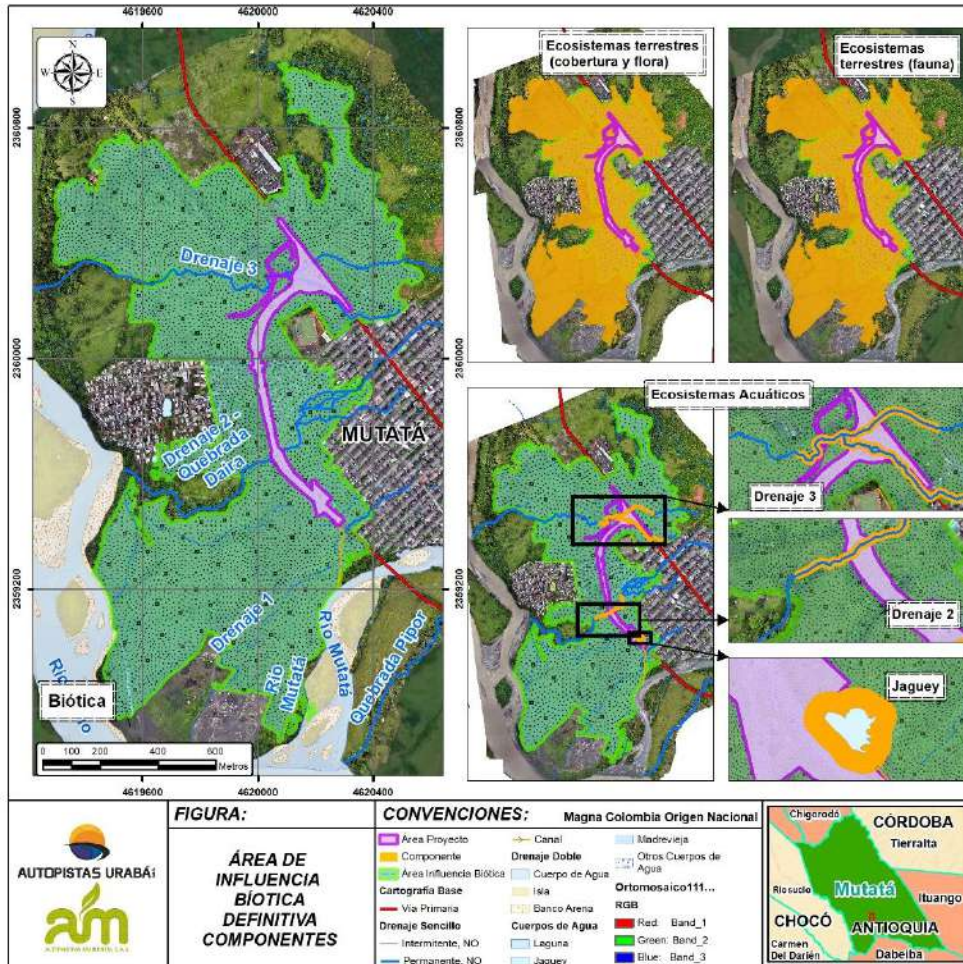 4619600
4620000
4620400
2360800
2360000
2359200
N
W
E
S
Drenaje 3
Drenaje 2 -
Quebrada
Daira
MUTATÁ
Drenaje 1
Río
Mutatá
Río Mutatá
Quebrada Pipor
Biótica
0 100 200 400 600
Metros
Ecosistemas terrestres
(cobertura y flora)
Ecosistemas
terrestres (fauna)
Ecosistemas Acuáticos
Drenaje 3
Drenaje 2
Jaguey
AUTOPISTAS URABÁ
am
FIGURA:
ÁREA DE
INFLUENCIA
BÍOTICA
DEFINITIVA
COMPONENTES
CONVENCIONES:
Magna Colombia Origen Nacional
Area Proyecto
Componente
Area Influencia Biótica
Cartografía Base
Vía Primaria
Drenaje Sencillo
Intermitente, NO
Permanente, NO
Canal
Drenaje Doble
Cuerpo de Agua
Isla
Banco Arena
Cuerpos de Agua
Laguna
Jaguey
Madrevieja
Otros Cuerpos de
Agua
Ortomosaico111...
RGB
Red: Band_1
Green: Band_2
Blue: Band_3
Chigorodó
CÓRDOBA
Tierralta
Riosucio
Mutatá
Ituango
CHOCÓ
ANTIOQUIA
Carmen
Del Darién
Dabeiba